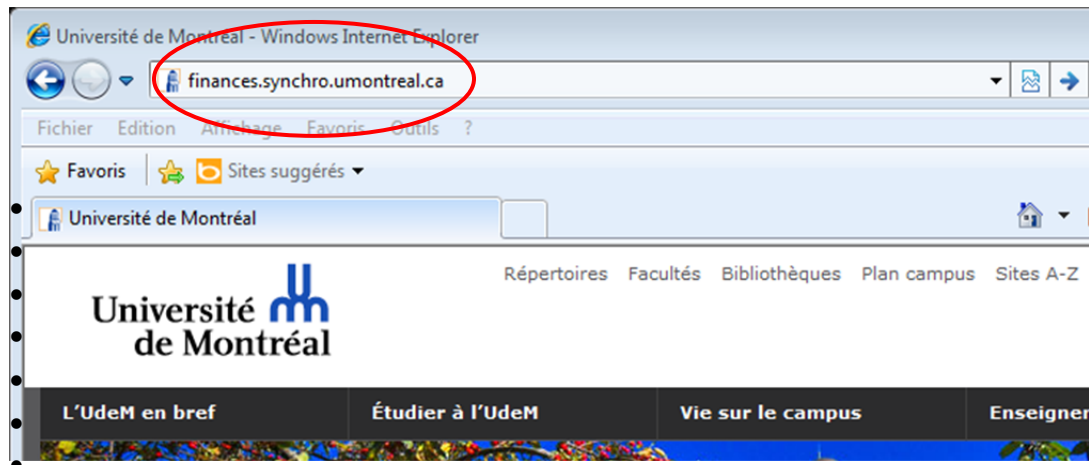 Université de Montréal - Windows Internet Explorer
finances.synchro.umontreal.ca
Fichier Edition Affichage Favoris Outils ?
Favoris Sites suggérés
Université de Montréal
Répertoires Facultés Bibliothèques Plan campus Sites A-Z
Université
de Montréal
L'UdeM en bref Étudier à l'UdeM Vie sur le campus Enseigner